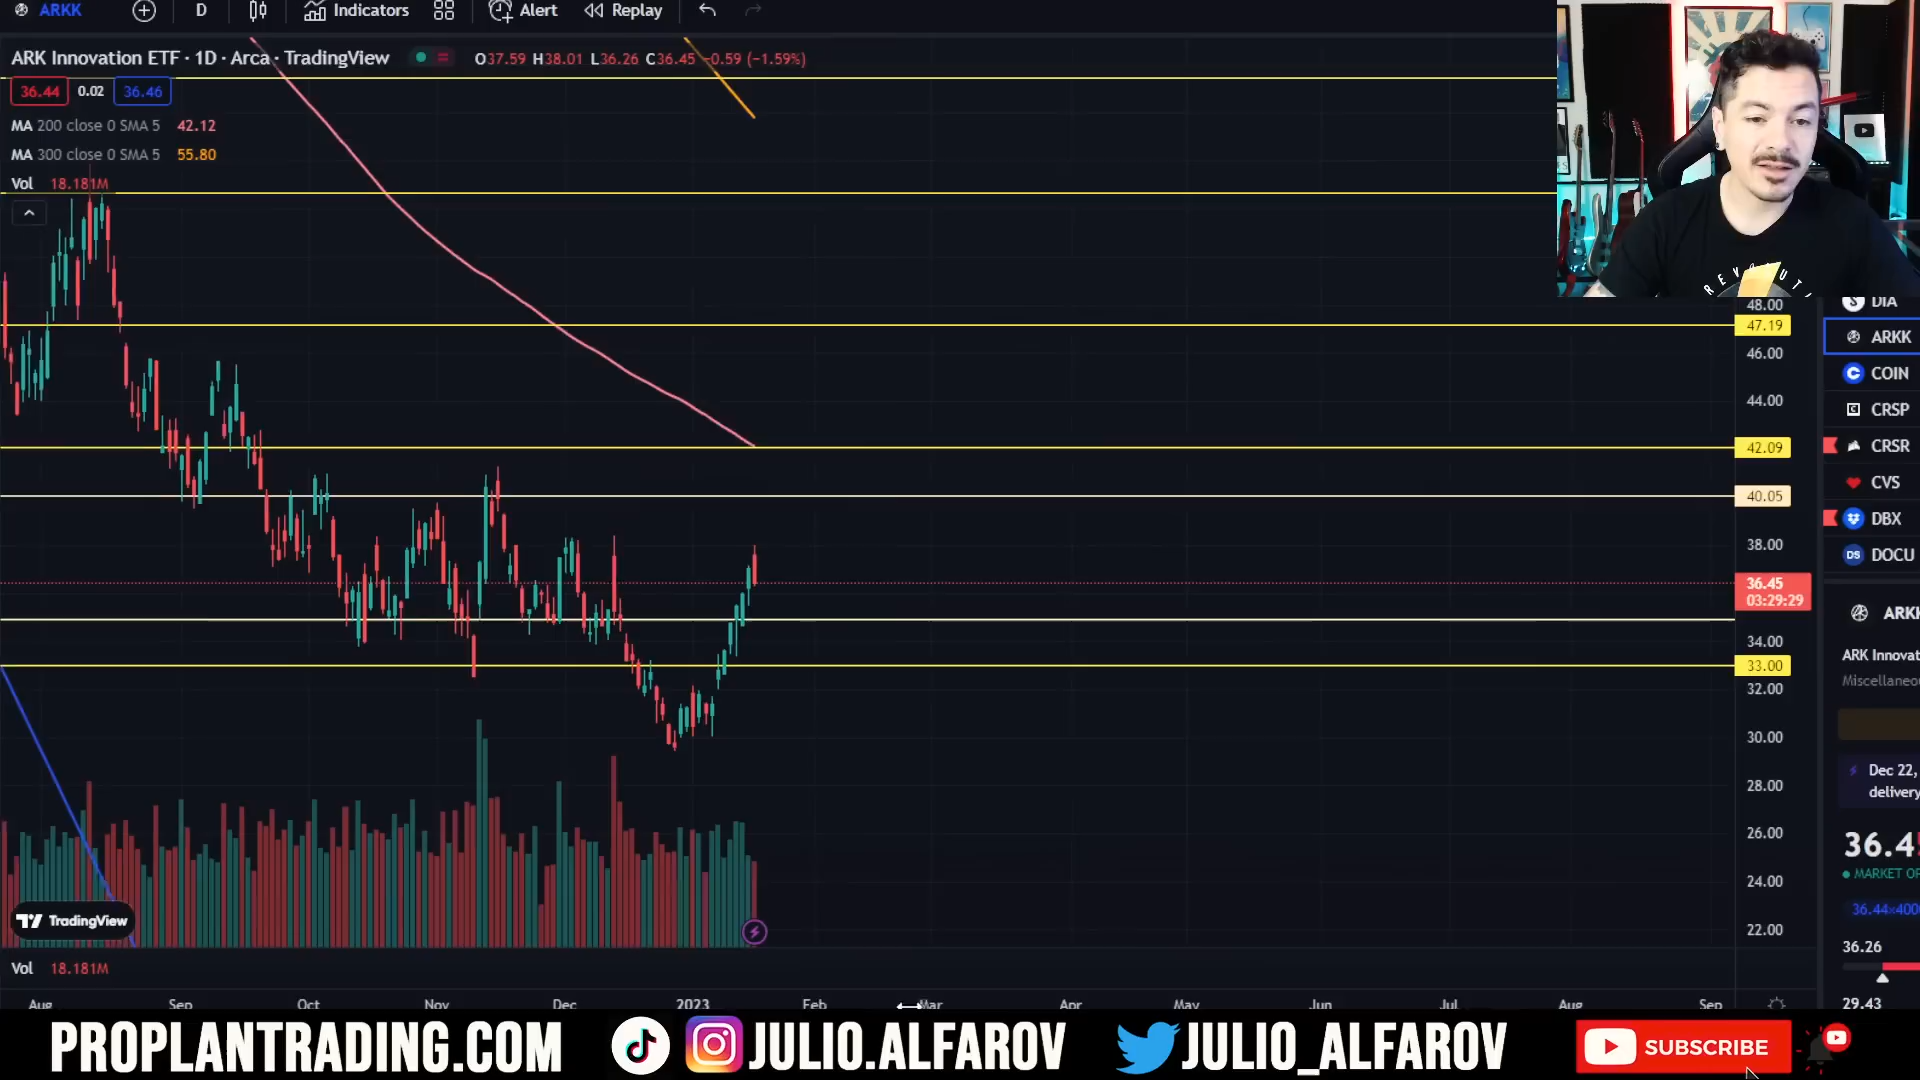 ARKK D Indicators Alert Replay
ARK Innovation ETF · 1D · Arca · TradingView O37.59 H38.01 L36.26 C36.45 −0.59 (−1.59%)
36.44 0.02 36.46
MA 200 close 0 SMA 5 42.12
MA 300 close 0 SMA 5 55.80
Vol 18.181M
48.00
47.19
46.00
44.00
42.09
40.05
38.00
36.45
03:29:29
34.00
33.00
32.00
30.00
28.00
26.00
24.00
22.00
DIA
ARKK
COIN
CRSP
CRSR
CVS
DBX
DS DOCU
ARKK
ARK Innovat
Miscellaneo
Dec 22,
delivery
36.45
MARKET OP
36.44×400
36.26
29.43
TradingView
Vol 18.181M
Aug Sep Oct Nov Dec 2023 Feb Mar Apr May Jun Jul Aug Sep
PROPLANTRADING.COM JULIO.ALFAROV JULIO_ALFAROV SUBSCRIBE